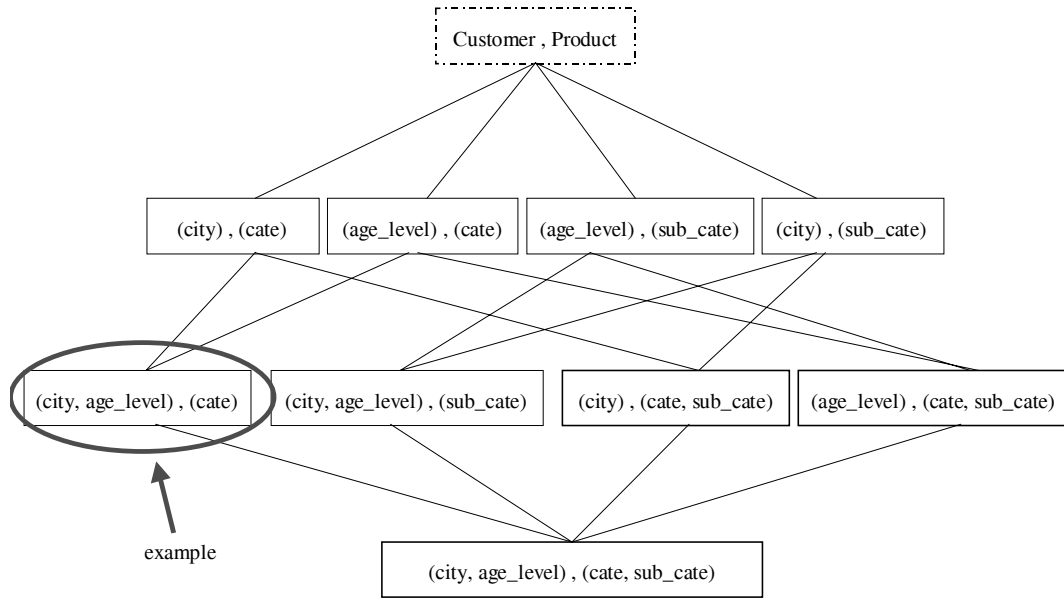 Customer , Product
(city) , (cate)
(age_level) , (cate)
(age_level) , (sub_cate)
(city) , (sub_cate)
(city, age_level) , (cate)
(city, age_level) , (sub_cate)
(city) , (cate, sub_cate)
(age_level) , (cate, sub_cate)
example
(city, age_level) , (cate, sub_cate)